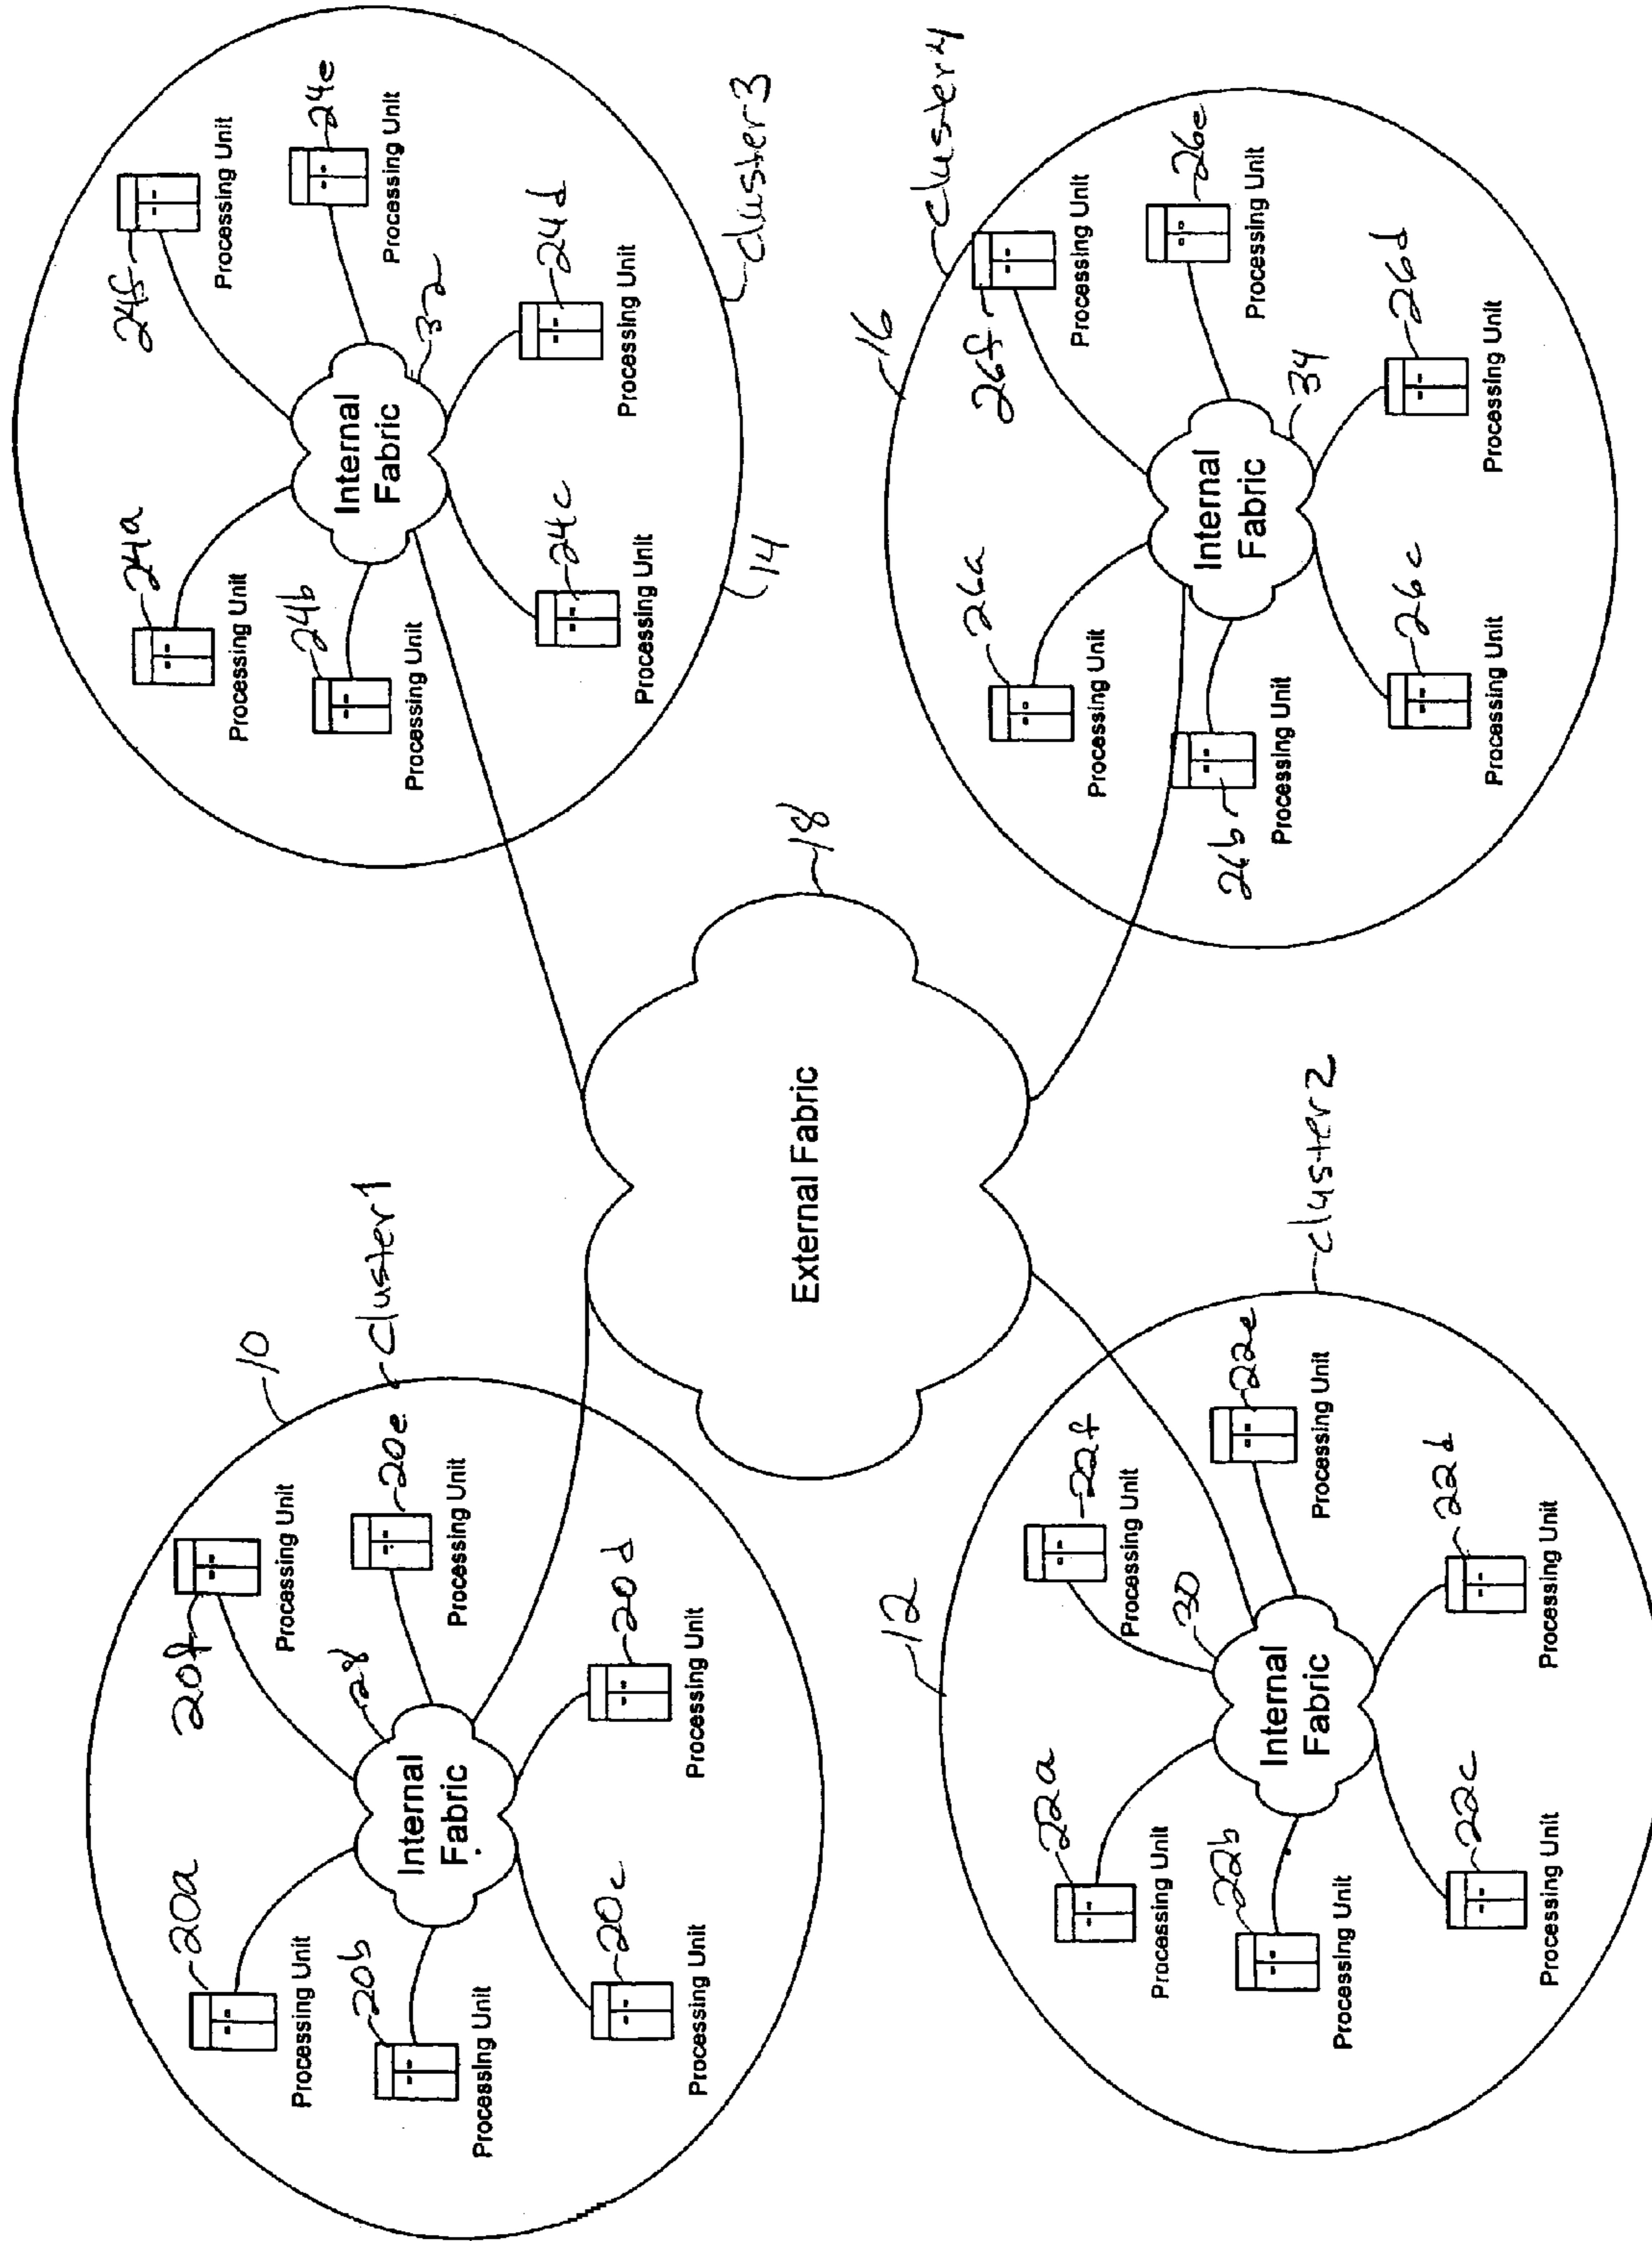 10
cluster1
20a
Processing Unit
20f
Processing Unit
20b
Processing Unit
28
20e
Processing Unit
Internal
Fabric
20c
Processing Unit
20d
Processing Unit
24a
Processing Unit
24f
Processing Unit
24b
Processing Unit
24e
Processing Unit
Internal
Fabric
32
24c
Processing Unit
24d
Processing Unit
14
cluster3
External Fabric
18
12
22a
Processing Unit
22f
Processing Unit
30
22b
Processing Unit
22e
Processing Unit
Internal
Fabric
22c
Processing Unit
22d
Processing Unit
cluster2
16
cluster4
26a
Processing Unit
26f
Processing Unit
26b
Processing Unit
26e
Processing Unit
Internal
Fabric
34
26c
Processing Unit
26d
Processing Unit